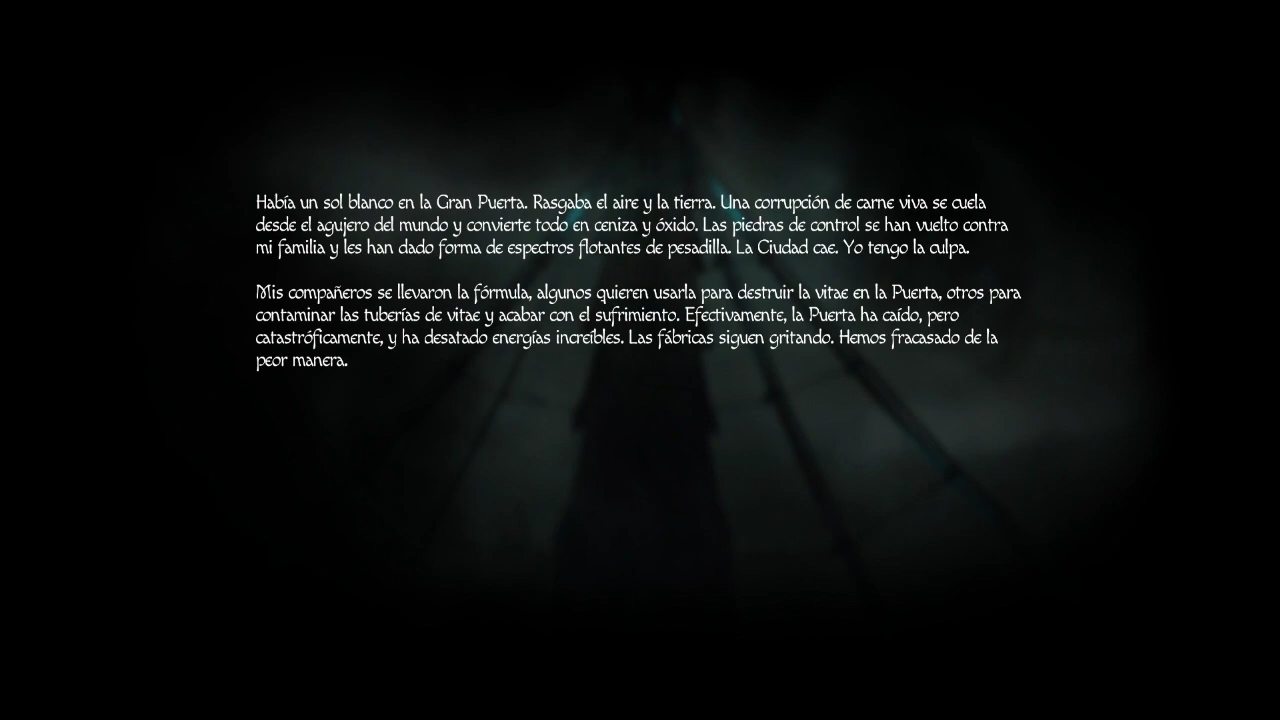 Había un sol blanco en la Gran Puerta. Rasgaba el aire y la tierra. Una corrupción de carne viva se cuela
desde el agujero del mundo y convierte todo en ceniza y óxido. Las piedras de control se han vuelto contra
mi familia y les han dado forma de espectros flotantes de pesadilla. La Ciudad cae. Yo tengo la culpa.
Mis compañeros se llevaron la fórmula, algunos quieren usarla para destruir la vitae en la Puerta, otros para
contaminar las tuberías de vitae y acabar con el sufrimiento. Efectivamente, la Puerta ha caído, pero
catastróficamente, y ha desatado energías increíbles. Las fábricas siguen gritando. Hemos fracasado de la
peor manera.